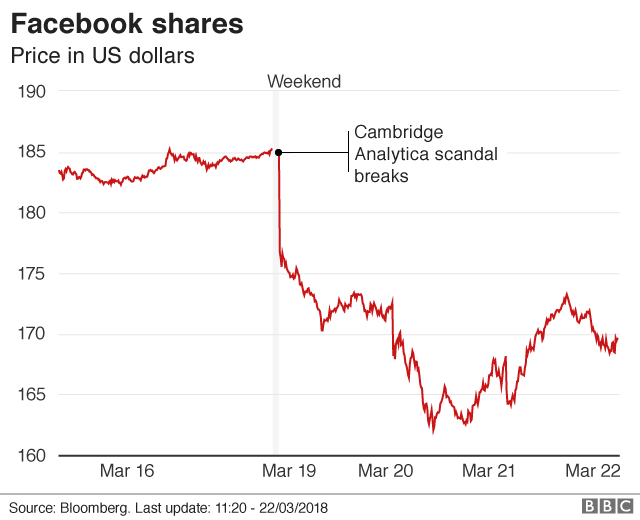 Facebook shares
Price in US dollars
Weekend
190
185
180
175
170
165
160
Cambridge
Analytica scandal
breaks
Mar 16
Mar 19
Mar 20
Mar 21
Mar 22
Source: Bloomberg. Last update: 11:20 - 22/03/2018
BBC